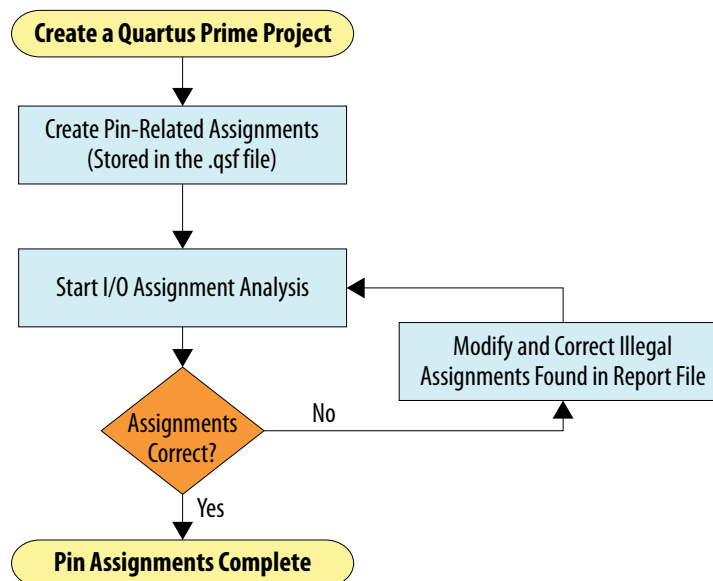 Create a Quartus Prime Project
Create Pin-Related Assignments
(Stored in the .qsf file)
Start I/O Assignment Analysis
Modify and Correct Illegal
Assignments Found in Report File
Assignments
Correct?
No
Yes
Pin Assignments Complete